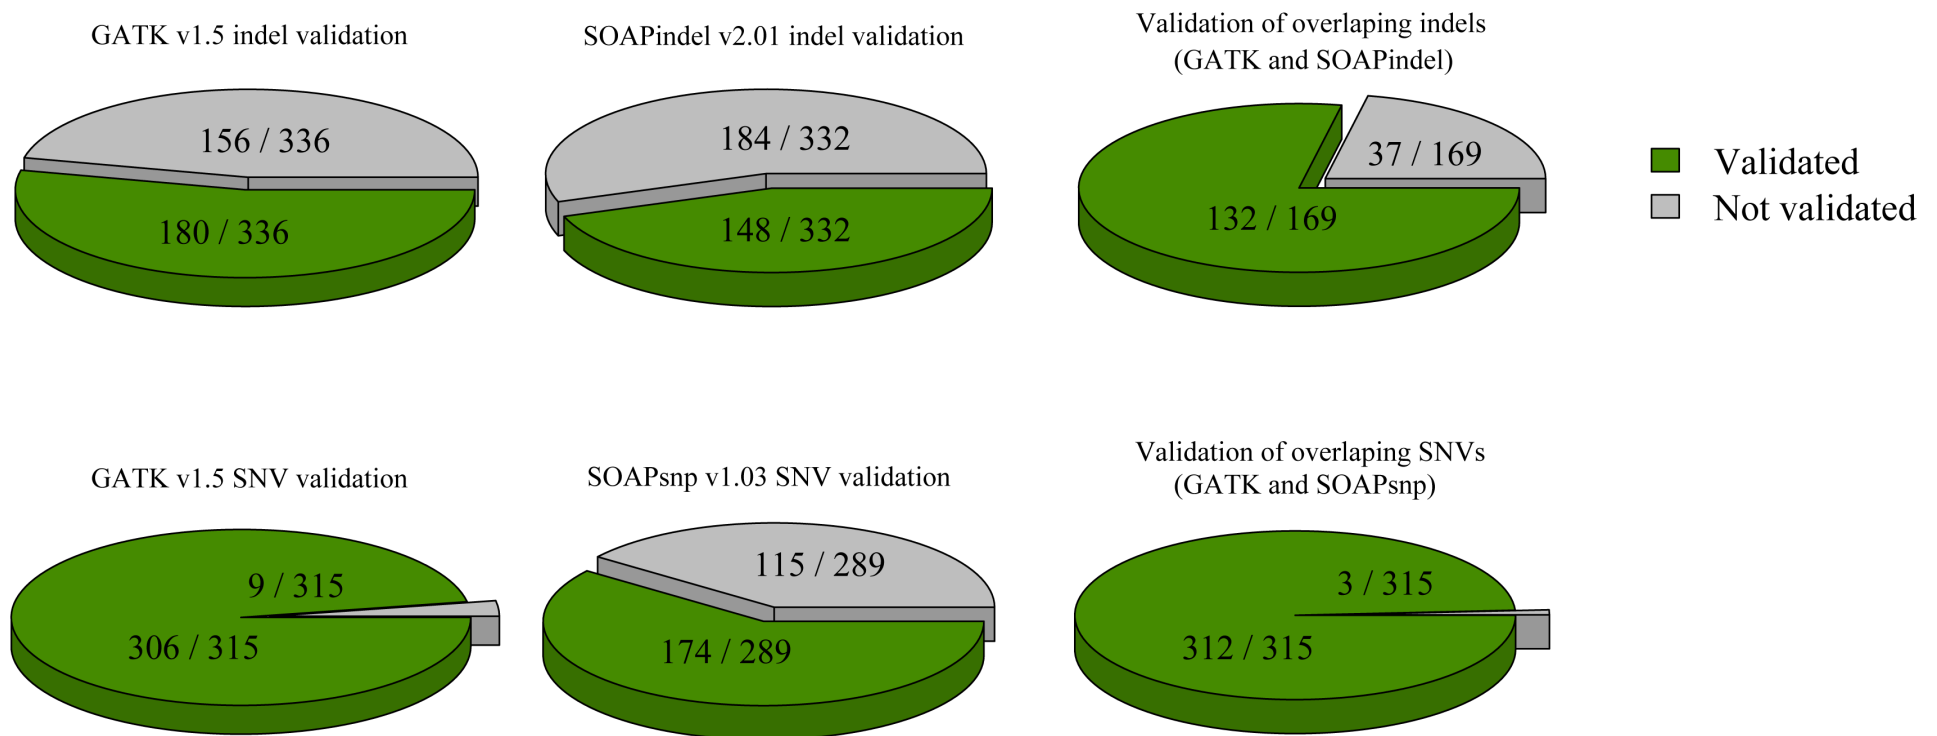 GATK v1.5 indel validation
156 / 336
180 / 336
SOAPindel v2.01 indel validation
184 / 332
148 / 332
Validation of overlaping indels
(GATK and SOAPindel)
37 / 169
132 / 169
Validated
Not validated
GATK v1.5 SNV validation
9 / 315
306 / 315
SOAPsnp v1.03 SNV validation
115 / 289
174 / 289
Validation of overlaping SNVs
(GATK and SOAPsnp)
3 / 315
312 / 315